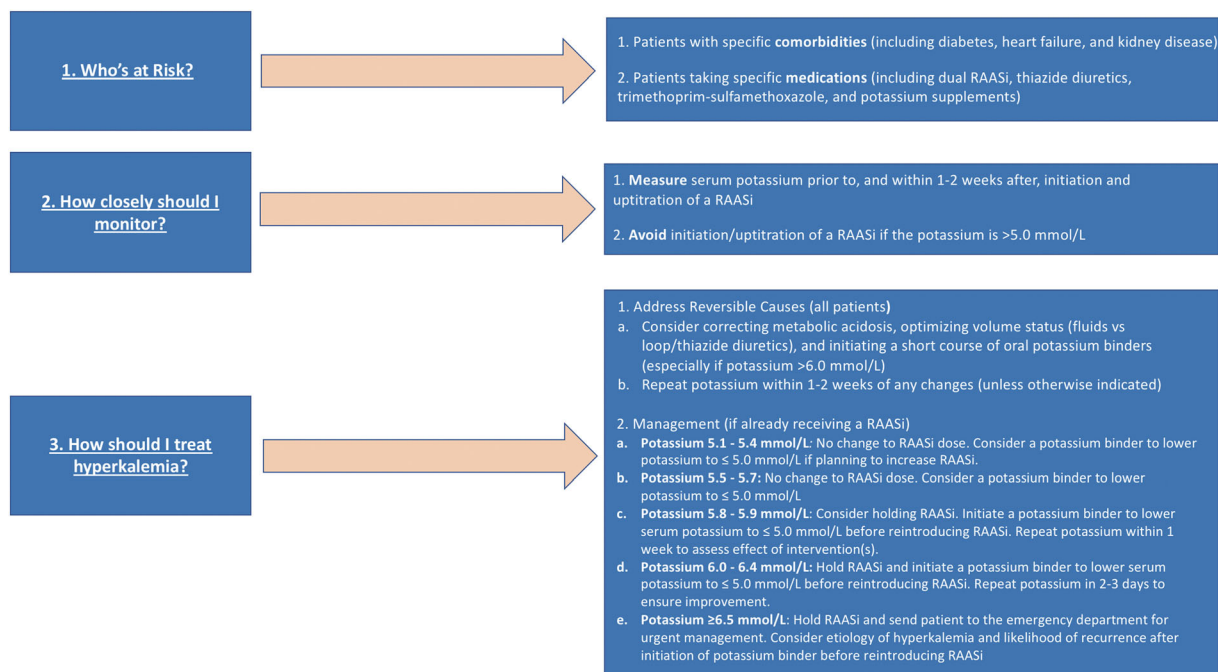 1. Who's at Risk?
1. Patients with specific comorbidities (including diabetes, heart failure, and kidney disease)
2. Patients taking specific medications (including dual RAASi, thiazide diuretics,
trimethoprim-sulfamethoxazole, and potassium supplements)
2. How closely should I
monitor?
1. Measure serum potassium prior to, and within 1-2 weeks after, initiation and
uptitration of a RAASi
2. Avoid initiation/uptitration of a RAASi if the potassium is >5.0 mmol/L
3. How should I treat
hyperkalemia?
1. Address Reversible Causes (all patients)
a. Consider correcting metabolic acidosis, optimizing volume status (fluids vs
loop/thiazide diuretics), and initiating a short course of oral potassium binders
(especially if potassium >6.0 mmol/L)
b. Repeat potassium within 1-2 weeks of any changes (unless otherwise indicated)
2. Management (if already receiving a RAASi)
a. Potassium 5.1 - 5.4 mmol/L: No change to RAASi dose. Consider a potassium binder to lower
potassium to ≤ 5.0 mmol/L if planning to increase RAASi.
b. Potassium 5.5 - 5.7: No change to RAASi dose. Consider a potassium binder to lower
potassium to ≤ 5.0 mmol/L
c. Potassium 5.8 - 5.9 mmol/L: Consider holding RAASi. Initiate a potassium binder to lower
serum potassium to ≤ 5.0 mmol/L before reintroducing RAASi. Repeat potassium within 1
week to assess effect of intervention(s).
d. Potassium 6.0 - 6.4 mmol/L: Hold RAASi and initiate a potassium binder to lower serum
potassium to ≤ 5.0 mmol/L before reintroducing RAASi. Repeat potassium in 2-3 days to
ensure improvement.
e. Potassium ≥6.5 mmol/L: Hold RAASi and send patient to the emergency department for
urgent management. Consider etiology of hyperkalemia and likelihood of recurrence after
initiation of potassium binder before reintroducing RAASi